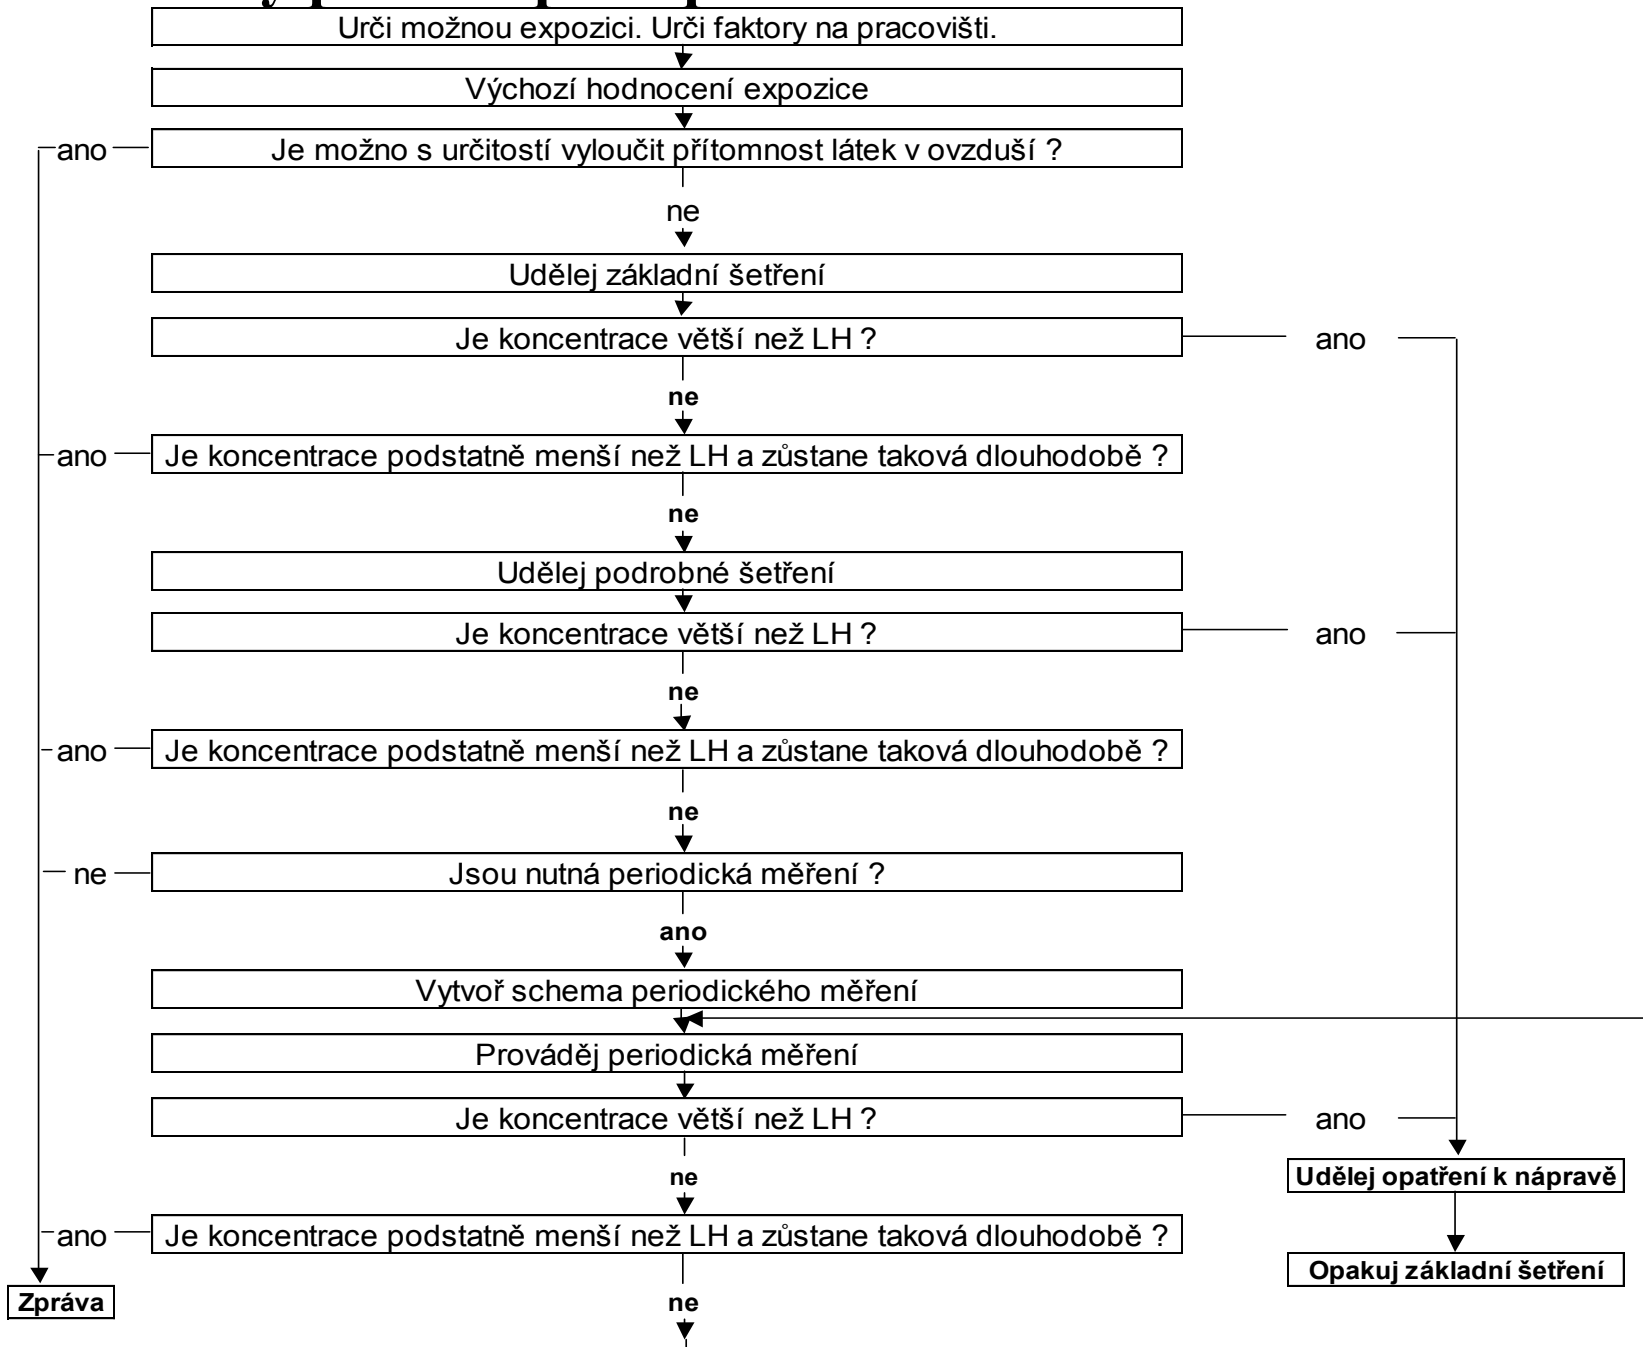 Urči možnou expozici. Urči faktory na pracovišti.
Výchozí hodnocení expozice
ano
Je možno s určitostí vyloučit přítomnost látek v ovzduší ?
ne
Udělej základní šetření
Je koncentrace větší než LH ?
ano
ne
ano
Je koncentrace podstatně menší než LH a zůstane taková dlouhodobě ?
ne
Udělej podrobné šetření
Je koncentrace větší než LH ?
ano
ne
ano
Je koncentrace podstatně menší než LH a zůstane taková dlouhodobě ?
ne
ne
Jsou nutná periodická měření ?
ano
Vytvoř schema periodického měření
Prováděj periodická měření
Je koncentrace větší než LH ?
ano
ne
Udělej opatření k nápravě
ano
Je koncentrace podstatně menší než LH a zůstane taková dlouhodobě ?
Opakuj základní šetření
Zpráva
ne